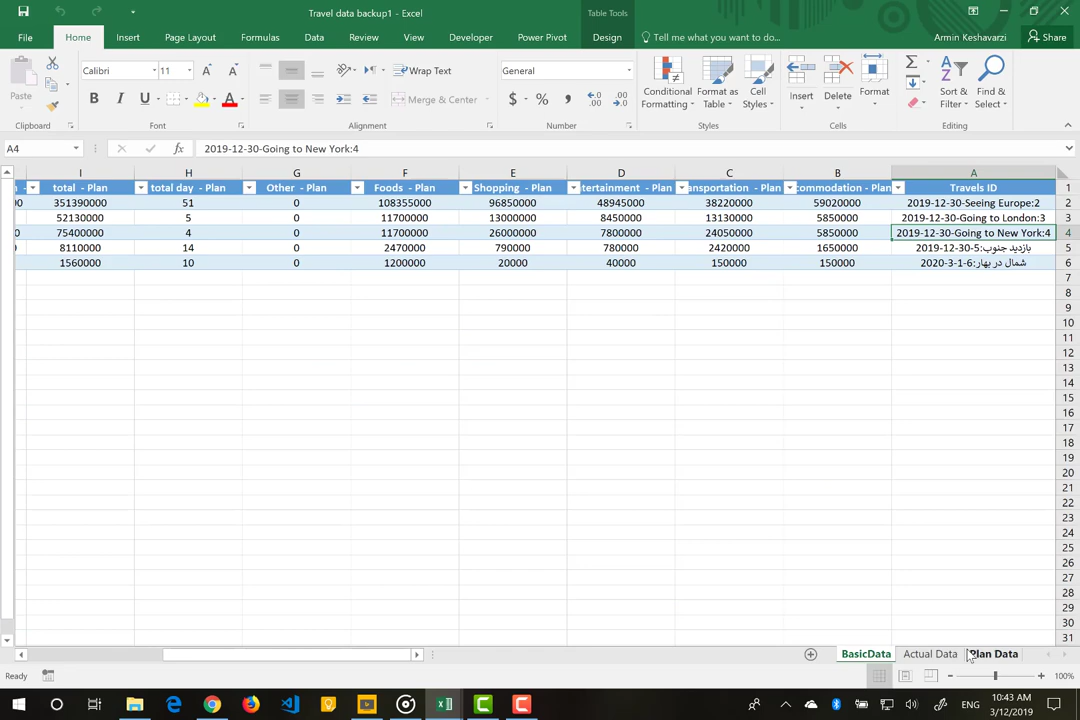 Travel data backup1 - Excel
Table Tools
File Home Insert Page Layout Formulas Data Review View Developer Power Pivot Design Tell me what you want to do... Armin Keshavarzi Share
Calibri 11 Wrap Text General
Paste B I U A Merge & Center $ % , Conditional Formatting Format as Table Cell Styles Insert Delete Format Sort & Filter Find & Select
Clipboard Font Alignment Number Styles Cells Editing
A4 fx 2019-12-30-Going to New York:4
I H G F E D C B A
total - Plan total day - Plan Other - Plan Foods - Plan Shopping - Plan tertainment - Plan ansportation - Plan commodation - Plan Travels ID 1
351390000 51 0 108355000 96850000 48945000 38220000 59020000 2019-12-30-Seeing Europe:2 2
52130000 5 0 11700000 13000000 8450000 13130000 5850000 2019-12-30-Going to London:3 3
75400000 4 0 11700000 26000000 7800000 24050000 5850000 2019-12-30-Going to New York:4 4
8110000 14 0 2470000 790000 780000 2420000 1650000 بازدید جنوب:5-30-12-2019 5
1560000 10 0 1200000 20000 40000 150000 150000 شمال در بهار:6-1-3-2020 6
7
8
9
10
11
12
13
14
15
16
17
18
19
20
21
22
23
24
25
26
27
28
29
30
31
BasicData Actual Data Plan Data
Ready 100%
ENG 10:43 AM
3/12/2019